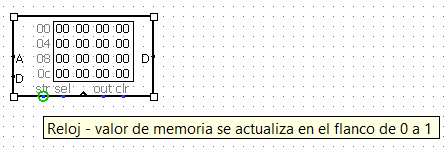 00 00 00 00 00
04 00 00 00 00
A 08 00 00 00 00 D
D 0c 00 00 00 00
str sel out clr
Reloj - valor de memoria se actualiza en el flanco de 0 a 1